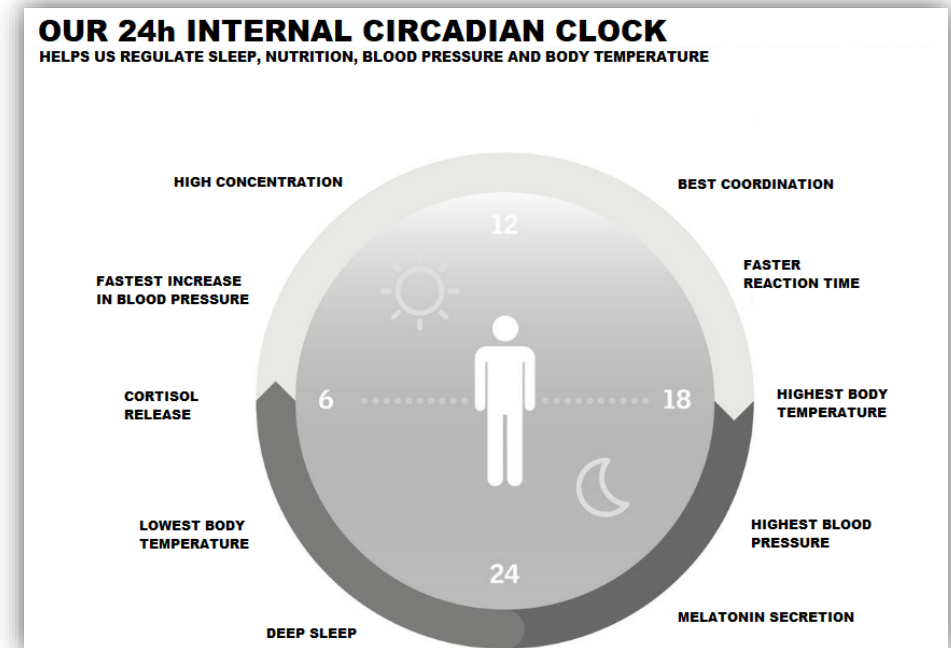 OUR 24h INTERNAL CIRCADIAN CLOCK
HELPS US REGULATE SLEEP, NUTRITION, BLOOD PRESSURE AND BODY TEMPERATURE
HIGH CONCENTRATION
BEST COORDINATION
12
FASTEST INCREASE
IN BLOOD PRESSURE
FASTER
REACTION TIME
CORTISOL
RELEASE
6
18
HIGHEST BODY
TEMPERATURE
LOWEST BODY
TEMPERATURE
HIGHEST BLOOD
PRESSURE
24
DEEP SLEEP
MELATONIN SECRETION